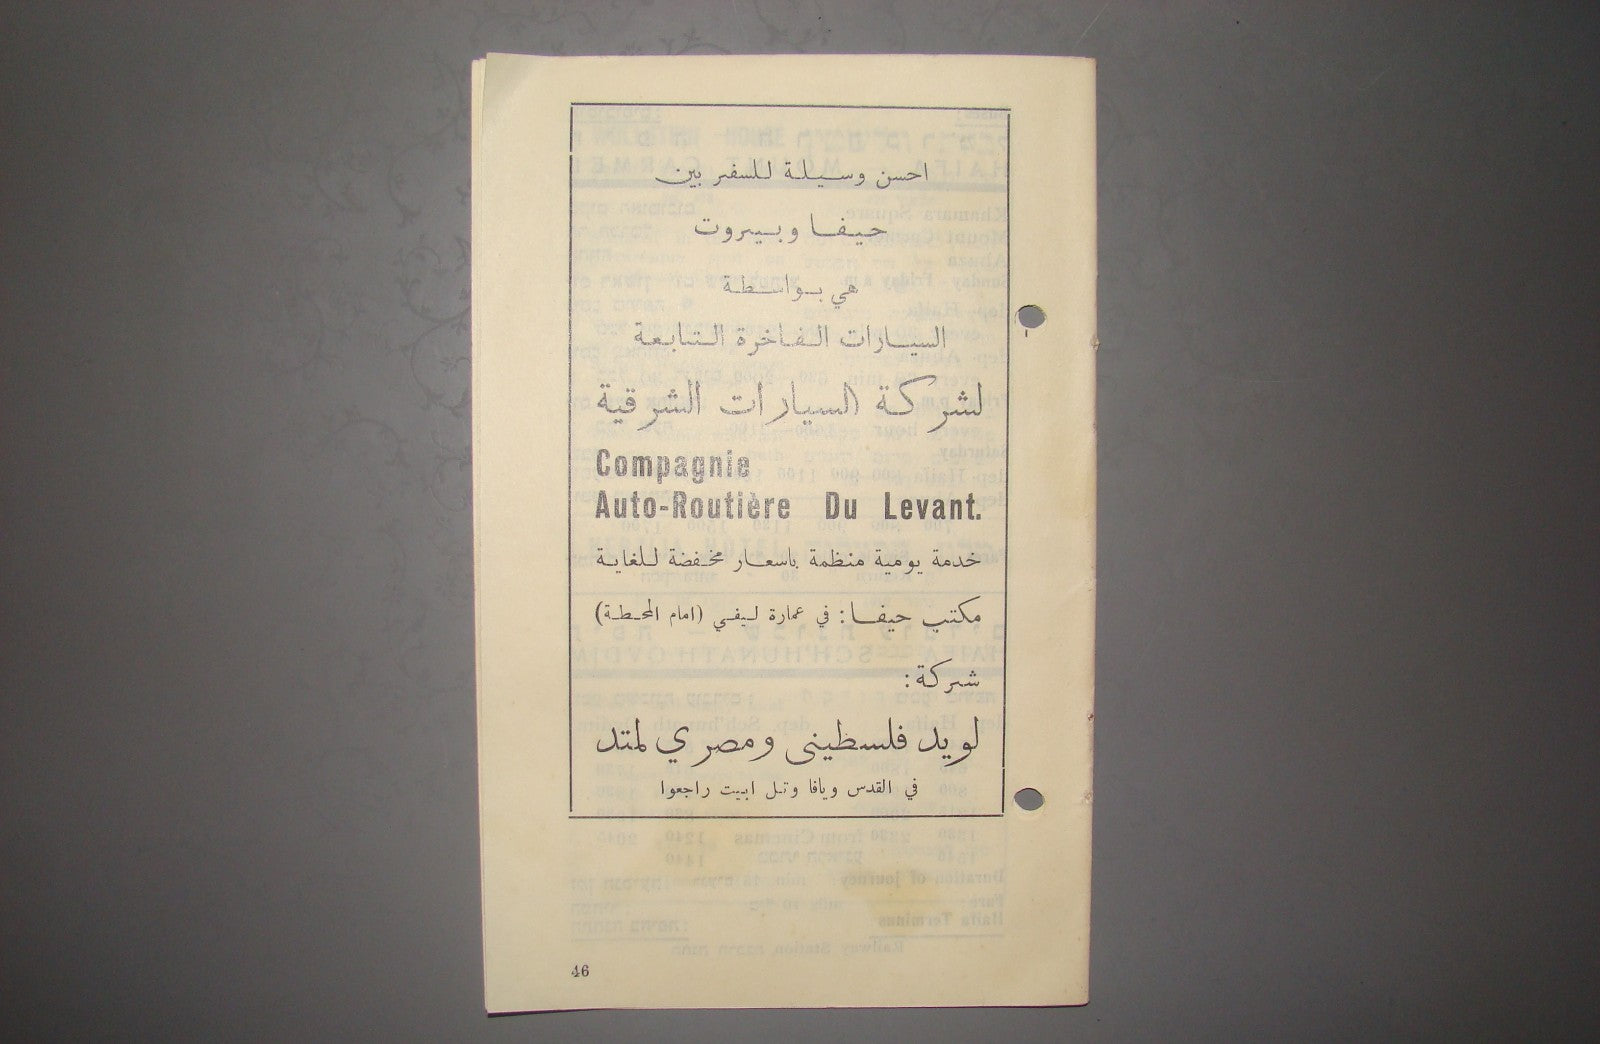 احسن وسيلة للسفر بين
حيفا وبيروت
هي بواسطة
السيارات الفاخرة التابعة
لشركة السيارات الشرقية
Compagnie
Auto-Routière Du Levant.
خدمة يومية منظمة باسعار مخفضة للغاية
مكتب حيفا: في عمارة ليفي (امام المحطة)
شركة:
لويد فلسطيني ومصري لمتد
في القدس ويافا وتل ابيت راجعوا
46